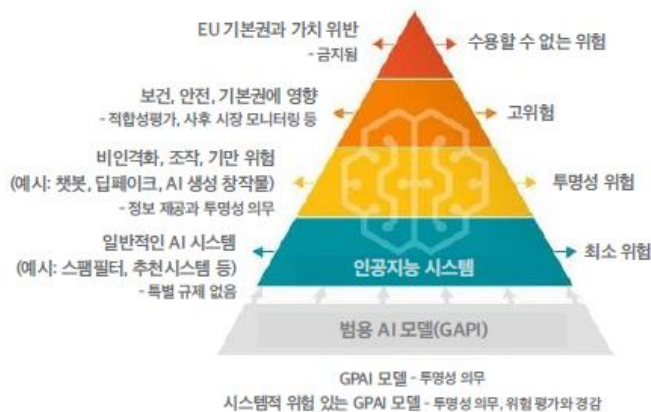 EU 기본권과 가치 위반
- 금지됨
수용할 수 없는 위험
보건, 안전, 기본권에 영향
- 적합성평가, 사후 시장 모니터링 등
고위험
비인격화, 조작, 기만 위험
(예시: 챗봇, 딥페이크, AI 생성 창작물)
- 정보 제공과 투명성 의무
투명성 위험
일반적인 AI 시스템
(예시: 스팸필터, 추천시스템 등)
- 특별 규제 없음
최소 위험
인공지능 시스템
범용 AI 모델(GAPI)
GPAI 모델 - 투명성 의무
시스템적 위험 있는 GPAI 모델 - 투명성 의무, 위험 평가와 경감